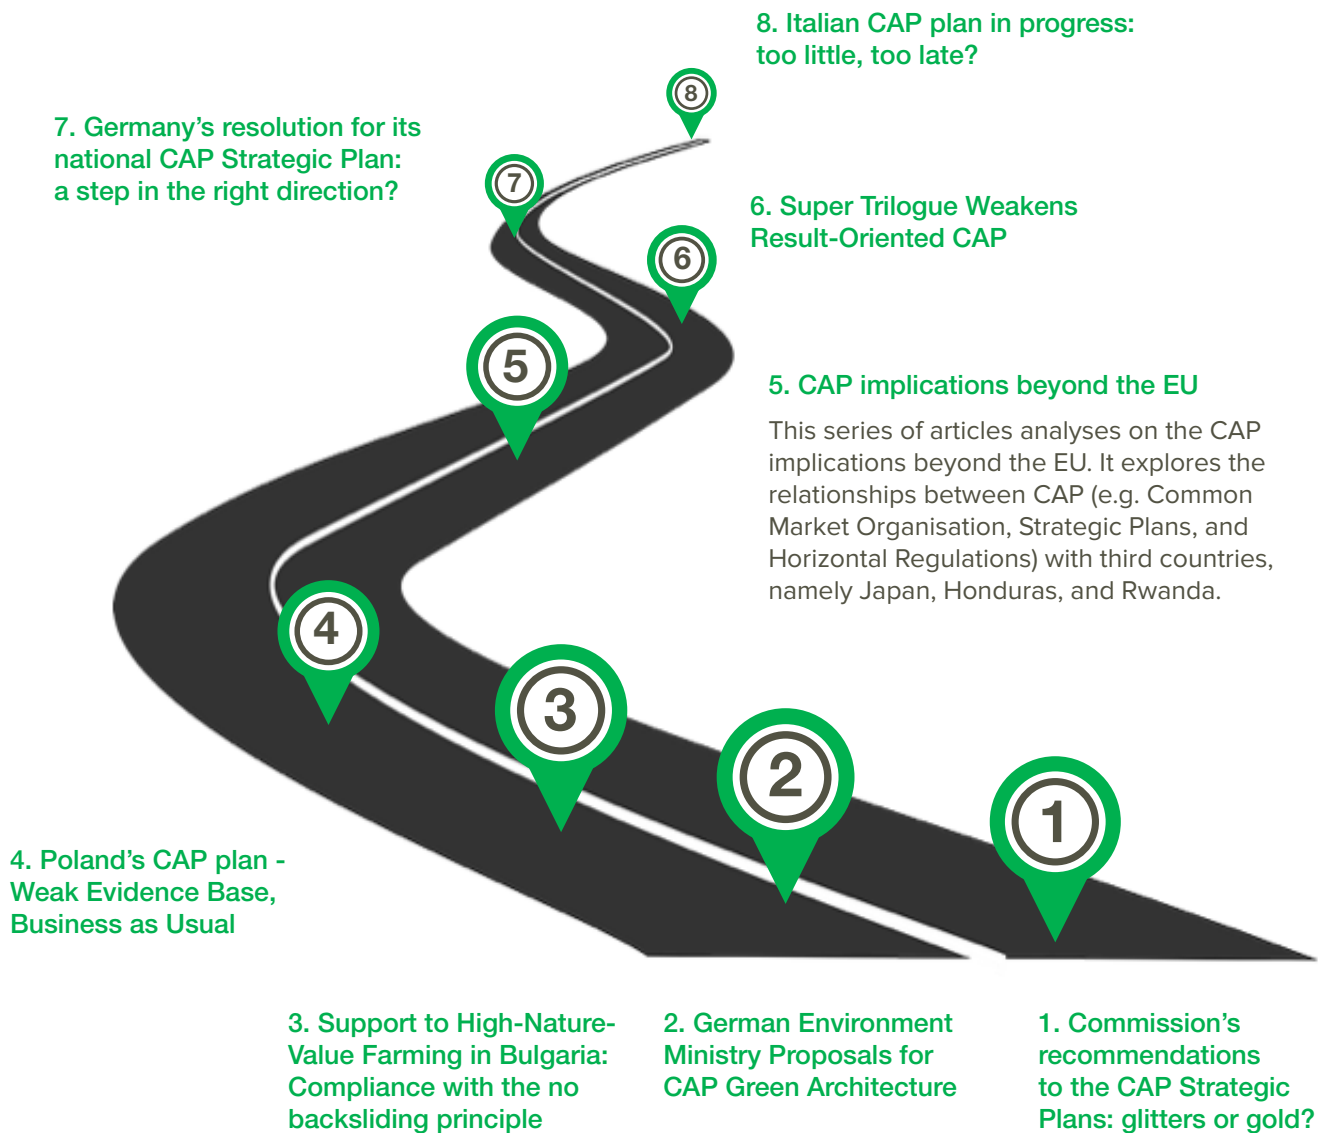 8. Italian CAP plan in progress:
too little, too late?
8
7. Germany’s resolution for its
national CAP Strategic Plan:
a step in the right direction?
7
6. Super Trilogue Weakens
Result-Oriented CAP
6
5
5. CAP implications beyond the EU
This series of articles analyses on the CAP
implications beyond the EU. It explores the
relationships between CAP (e.g. Common
Market Organisation, Strategic Plans, and
Horizontal Regulations) with third countries,
namely Japan, Honduras, and Rwanda.
4
3
2
1
4. Poland’s CAP plan -
Weak Evidence Base,
Business as Usual
3. Support to High-Nature-
Value Farming in Bulgaria:
Compliance with the no
backsliding principle
2. German Environment
Ministry Proposals for
CAP Green Architecture
1. Commission’s
recommendations
to the CAP Strategic
Plans: glitters or gold?